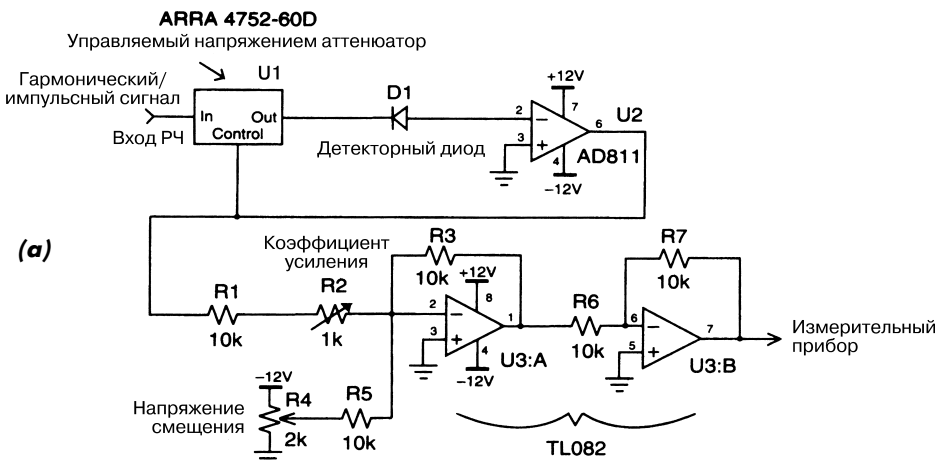 ARRA 4752-60D
Управляемый напряжением аттенюатор
Гармонический/
импульсный сигнал
Вход РЧ
U1
In
Out
Control
D1
Детекторный диод
+12V
7
2
−
3
+
6
U2
4
AD811
−12V
(a)
Коэффициент
усиления
R1
10k
R2
1k
R3
10k
+12V
8
2
−
3
+
1
4
−12V
U3:A
R6
10k
R7
10k
6
−
5
+
7
U3:B
Измерительный
прибор
−12V
Напряжение
смещения
R4
2k
R5
10k
TL082